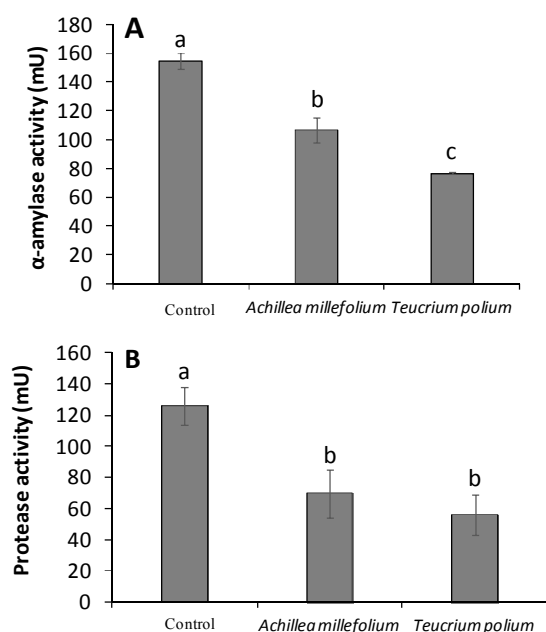 A
α-amylase activity (mU)
180
160
140
120
100
80
60
40
20
0
a
b
c
Control Achillea millefolium Teucrium polium
B
Protease activity (mU)
160
140
120
100
80
60
40
20
0
a
b
b
Control Achillea millefolium Teucrium polium